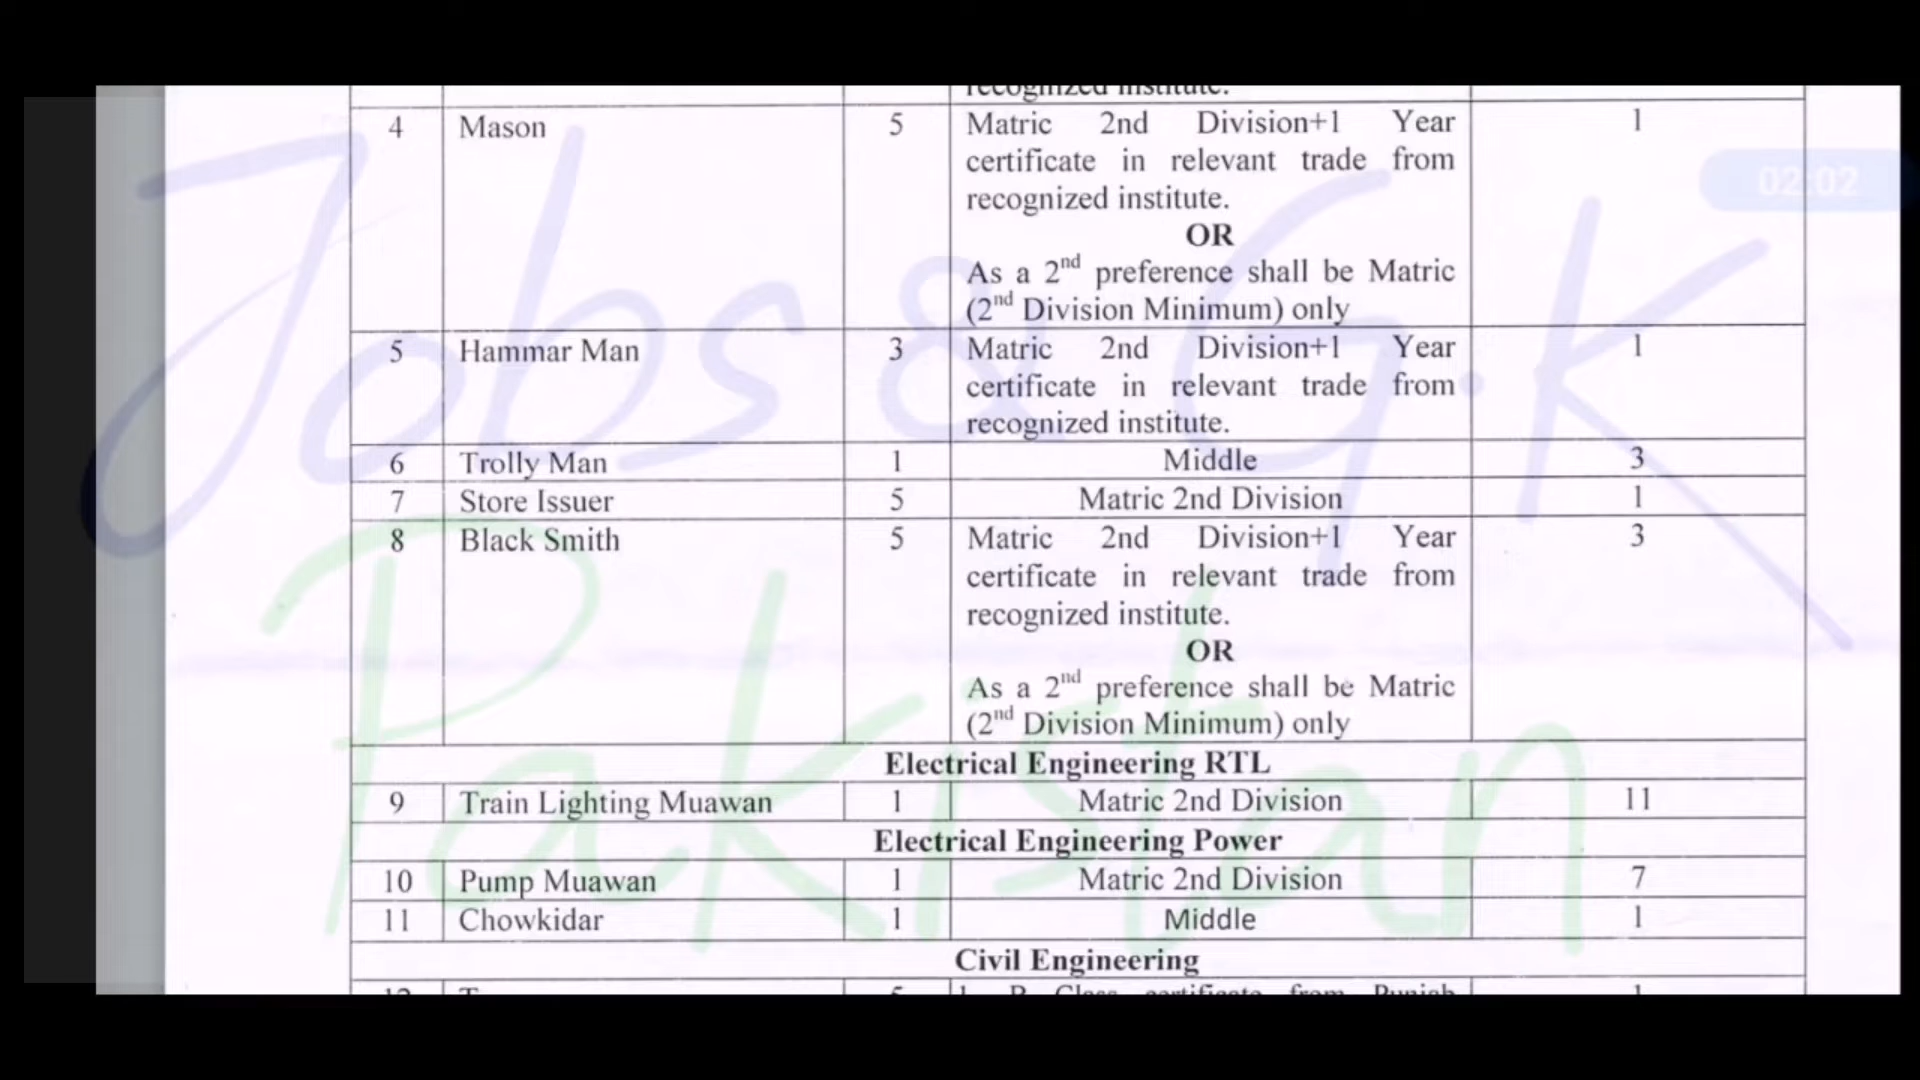 recognized institute.
4 Mason 5 Matric 2nd Division+1 Year 1
certificate in relevant trade from
recognized institute.
OR
As a 2nd preference shall be Matric
(2nd Division Minimum) only
5 Hammar Man 3 Matric 2nd Division+1 Year 1
certificate in relevant trade from
recognized institute.
6 Trolly Man 1 Middle 3
7 Store Issuer 5 Matric 2nd Division 1
8 Black Smith 5 Matric 2nd Division+1 Year 3
certificate in relevant trade from
recognized institute.
OR
As a 2nd preference shall be Matric
(2nd Division Minimum) only
Electrical Engineering RTL
9 Train Lighting Muawan 1 Matric 2nd Division 11
Electrical Engineering Power
10 Pump Muawan 1 Matric 2nd Division 7
11 Chowkidar 1 Middle 1
Civil Engineering
Jobs & G.K
Pakistan
02:02